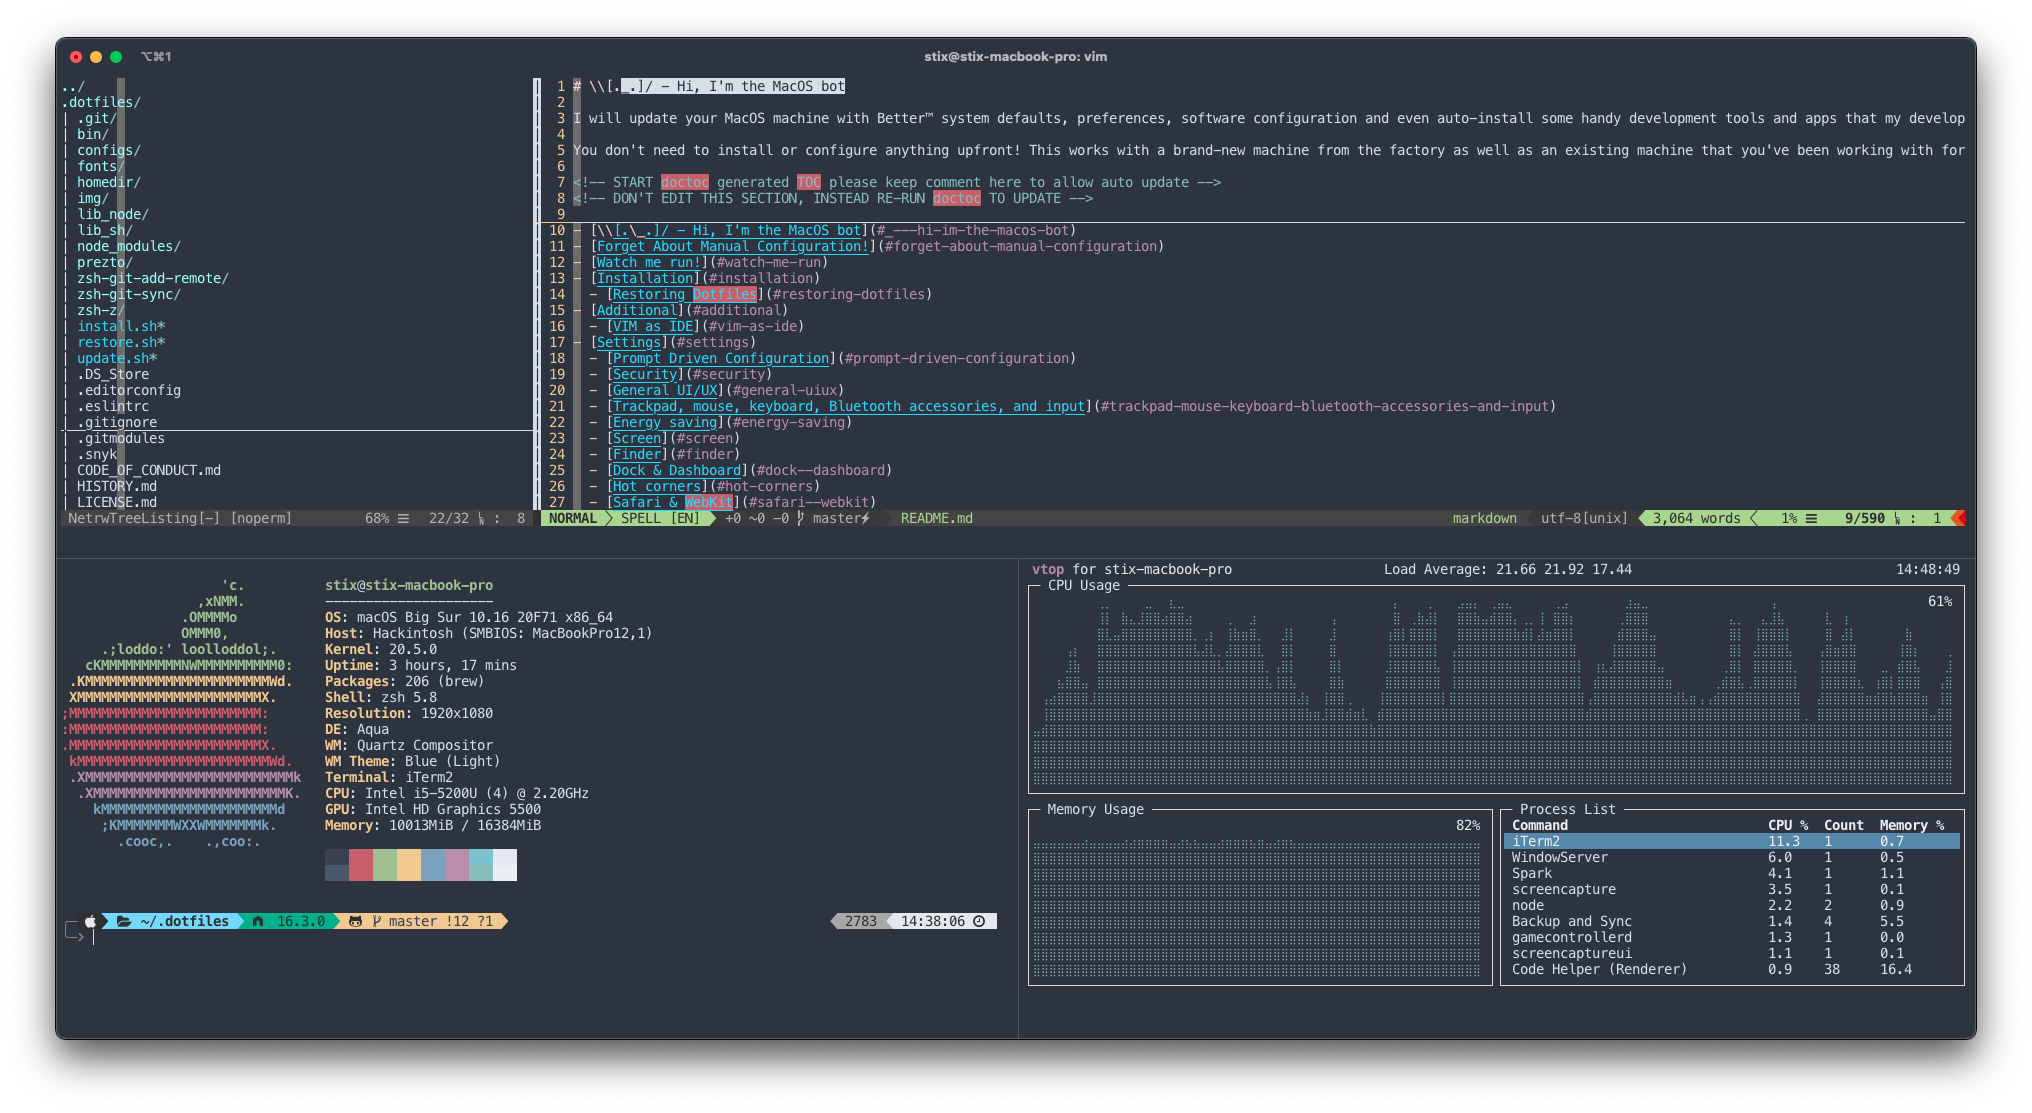 ⌥⌘1
stix@stix-macbook-pro: vim
../
.dotfiles/
| .git/
| bin/
| configs/
| fonts/
| homedir/
| img/
| lib_node/
| lib_sh/
| node_modules/
| prezto/
| zsh-git-add-remote/
| zsh-git-sync/
| zsh-z/
| install.sh*
| restore.sh*
| update.sh*
| .DS_Store
| .editorconfig
| .eslintrc
| .gitignore
| .gitmodules
| .snyk
| CODE_OF_CONDUCT.md
| HISTORY.md
| LICENSE.md
NetrwTreeListing[-] [noperm] 68% ☰ 22/32 : 8
1 # \\[._.]/ - Hi, I'm the MacOS bot
2
3 I will update your MacOS machine with Better™ system defaults, preferences, software configuration and even auto-install some handy development tools and apps that my develop
4
5 You don't need to install or configure anything upfront! This works with a brand-new machine from the factory as well as an existing machine that you've been working with for
6
7 <!-- START doctoc generated TOC please keep comment here to allow auto update -->
8 <!-- DON'T EDIT THIS SECTION, INSTEAD RE-RUN doctoc TO UPDATE -->
9
10 - [\\[.\_.]/ - Hi, I'm the MacOS bot](#_---hi-im-the-macos-bot)
11 - [Forget About Manual Configuration!](#forget-about-manual-configuration)
12 - [Watch me run!](#watch-me-run)
13 - [Installation](#installation)
14 - [Restoring Dotfiles](#restoring-dotfiles)
15 - [Additional](#additional)
16 - [VIM as IDE](#vim-as-ide)
17 - [Settings](#settings)
18 - [Prompt Driven Configuration](#prompt-driven-configuration)
19 - [Security](#security)
20 - [General UI/UX](#general-uiux)
21 - [Trackpad, mouse, keyboard, Bluetooth accessories, and input](#trackpad-mouse-keyboard-bluetooth-accessories-and-input)
22 - [Energy saving](#energy-saving)
23 - [Screen](#screen)
24 - [Finder](#finder)
25 - [Dock & Dashboard](#dock--dashboard)
26 - [Hot corners](#hot-corners)
27 - [Safari & WebKit](#safari--webkit)
NORMAL SPELL [EN] +0 ~0 -0 master⚡ README.md markdown utf-8[unix] 3,064 words 1% ☰ 9/590 : 1
'c.
,xNMM.
.OMMMMo
OMMM0,
.;loddo:' loolloddol;.
cKMMMMMMMMMMNWMMMMMMMMMM0:
.KMMMMMMMMMMMMMMMMMMMMMMMWd.
XMMMMMMMMMMMMMMMMMMMMMMMX.
;MMMMMMMMMMMMMMMMMMMMMMMM:
:MMMMMMMMMMMMMMMMMMMMMMMM:
.MMMMMMMMMMMMMMMMMMMMMMMMX.
kMMMMMMMMMMMMMMMMMMMMMMMMWd.
.XMMMMMMMMMMMMMMMMMMMMMMMMMMk
.XMMMMMMMMMMMMMMMMMMMMMMMMK.
kMMMMMMMMMMMMMMMMMMMMMMd
;KMMMMMMMWXXWMMMMMMMk.
.cooc,. .,coo:.
stix@stix-macbook-pro
---------------------
OS: macOS Big Sur 10.16 20F71 x86_64
Host: Hackintosh (SMBIOS: MacBookPro12,1)
Kernel: 20.5.0
Uptime: 3 hours, 17 mins
Packages: 206 (brew)
Shell: zsh 5.8
Resolution: 1920x1080
DE: Aqua
WM: Quartz Compositor
WM Theme: Blue (Light)
Terminal: iTerm2
CPU: Intel i5-5200U (4) @ 2.20GHz
GPU: Intel HD Graphics 5500
Memory: 10013MiB / 16384MiB
~/.dotfiles 16.3.0 master !12 ?1 2783 14:38:06
vtop for stix-macbook-pro Load Average: 21.66 21.92 17.44 14:48:49
CPU Usage
61%
Memory Usage
82%
Process List
Command CPU % Count Memory %
iTerm2 11.3 1 0.7
WindowServer 6.0 1 0.5
Spark 4.1 1 1.1
screencapture 3.5 1 0.1
node 2.2 2 0.9
Backup and Sync 1.4 4 5.5
gamecontrollerd 1.3 1 0.0
screencaptureui 1.1 1 0.1
Code Helper (Renderer) 0.9 38 16.4